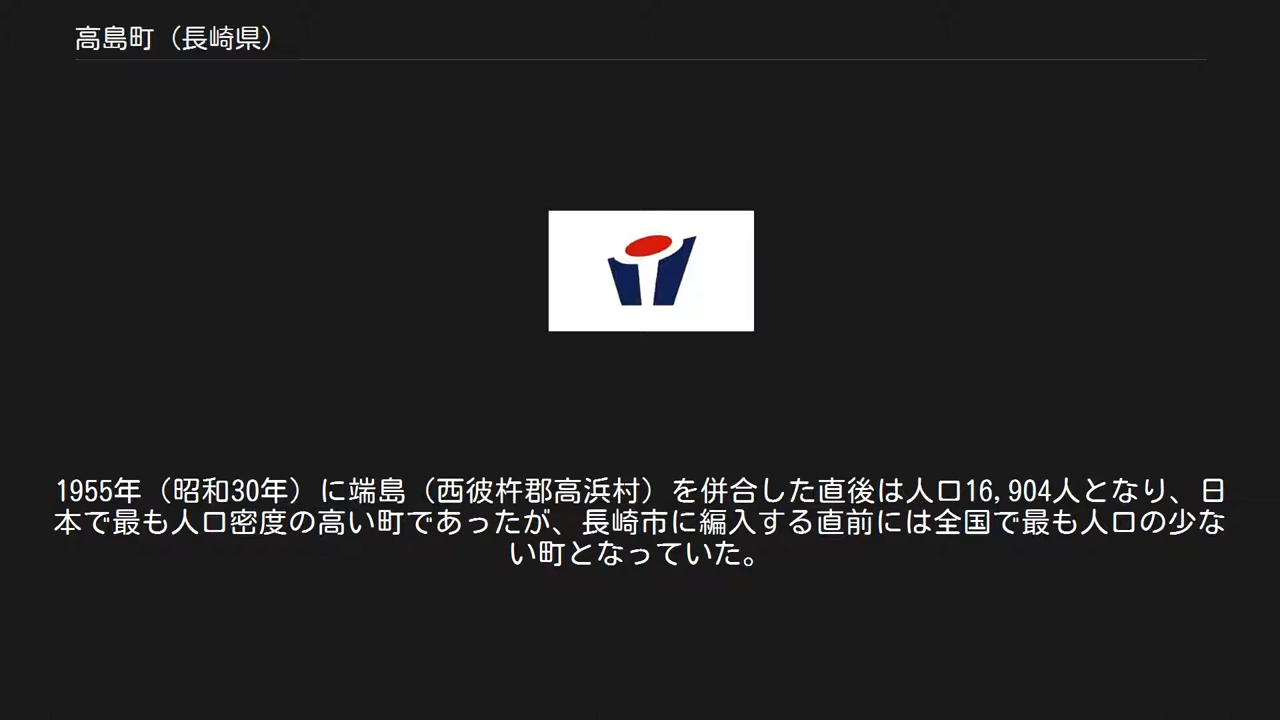 高島町（長崎県）
1955年（昭和30年）に端島（西彼杵郡高浜村）を併合した直後は人口16,904人となり、日
本で最も人口密度の高い町であったが、長崎市に編入する直前には全国で最も人口の少な
い町となっていた。